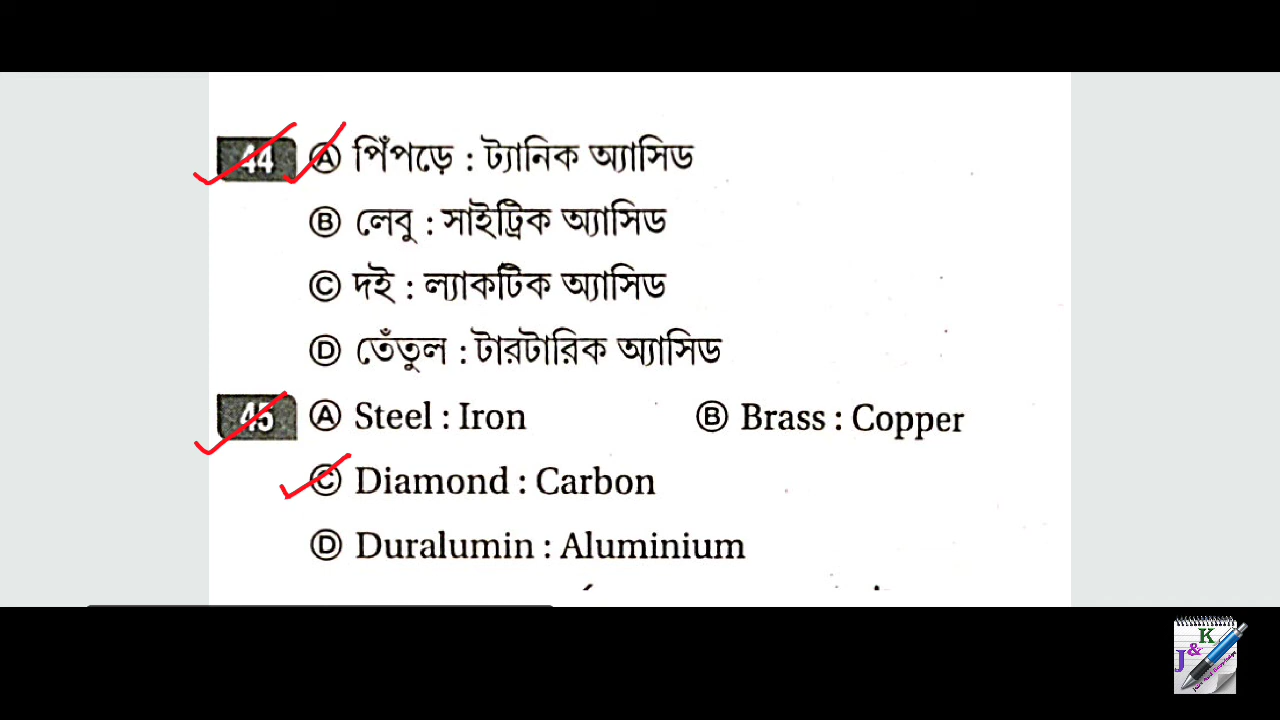 44 Ⓐ পিঁপড়ে : ট্যানিক অ্যাসিড
Ⓑ লেবু : সাইট্রিক অ্যাসিড
Ⓒ দই : ল্যাকটিক অ্যাসিড
Ⓓ তেঁতুল : টারটারিক অ্যাসিড
45 Ⓐ Steel : Iron Ⓑ Brass : Copper
Ⓒ Diamond : Carbon
Ⓓ Duralumin : Aluminium
J & K